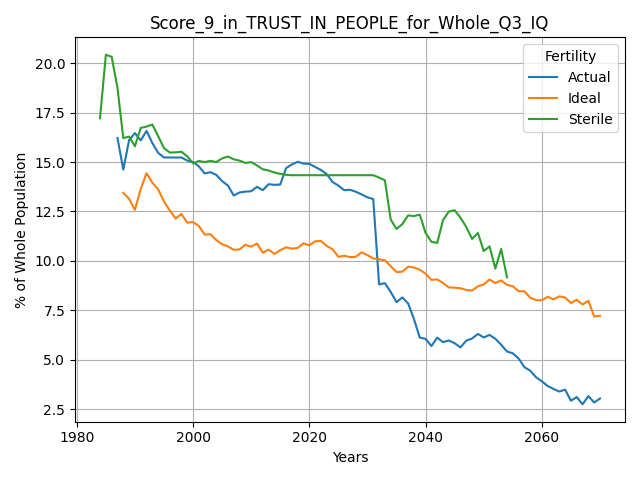 Score_9_in_TRUST_IN_PEOPLE_for_Whole_Q3_IQ
% of Whole Population
20.0
17.5
15.0
12.5
10.0
7.5
5.0
2.5
Fertility
Actual
Ideal
Sterile
1980
2000
2020
2040
2060
Years